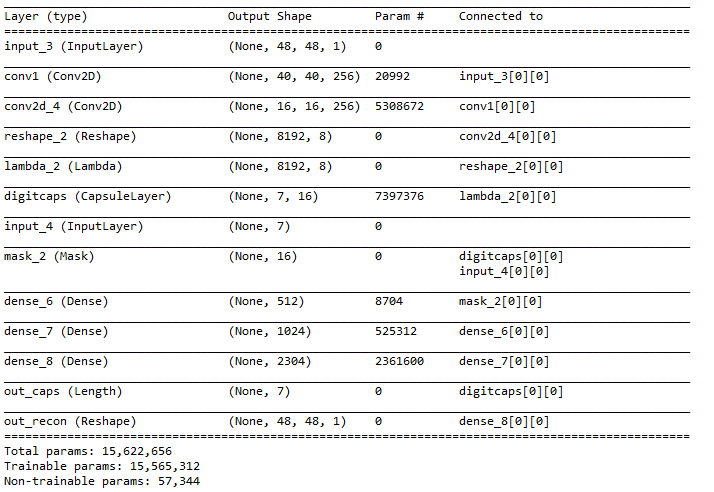 Layer (type) Output Shape Param # Connected to
input_3 (InputLayer) (None, 48, 48, 1) 0
conv1 (Conv2D) (None, 40, 40, 256) 20992 input_3[0][0]
conv2d_4 (Conv2D) (None, 16, 16, 256) 5308672 conv1[0][0]
reshape_2 (Reshape) (None, 8192, 8) 0 conv2d_4[0][0]
lambda_2 (Lambda) (None, 8192, 8) 0 reshape_2[0][0]
digitcaps (CapsuleLayer) (None, 7, 16) 7397376 lambda_2[0][0]
input_4 (InputLayer) (None, 7) 0
mask_2 (Mask) (None, 16) 0 digitcaps[0][0]
input_4[0][0]
dense_6 (Dense) (None, 512) 8704 mask_2[0][0]
dense_7 (Dense) (None, 1024) 525312 dense_6[0][0]
dense_8 (Dense) (None, 2304) 2361600 dense_7[0][0]
out_caps (Length) (None, 7) 0 digitcaps[0][0]
out_recon (Reshape) (None, 48, 48, 1) 0 dense_8[0][0]
Total params: 15,622,656
Trainable params: 15,565,312
Non-trainable params: 57,344